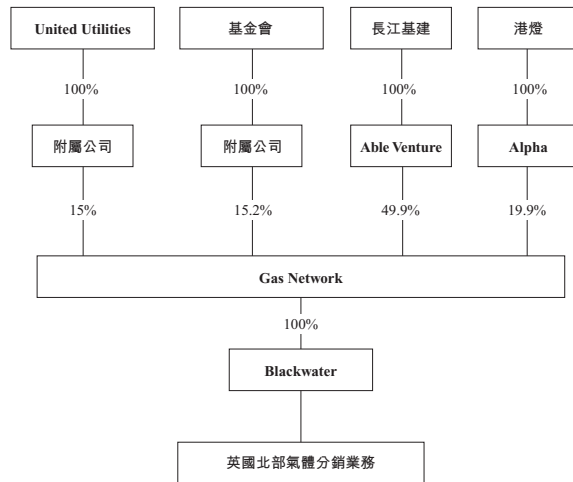 United Utilities
基金會
長江基建
港燈
100%
100%
100%
100%
附屬公司
附屬公司
Able Venture
Alpha
15%
15.2%
49.9%
19.9%
Gas Network
100%
Blackwater
英國北部氣體分銷業務